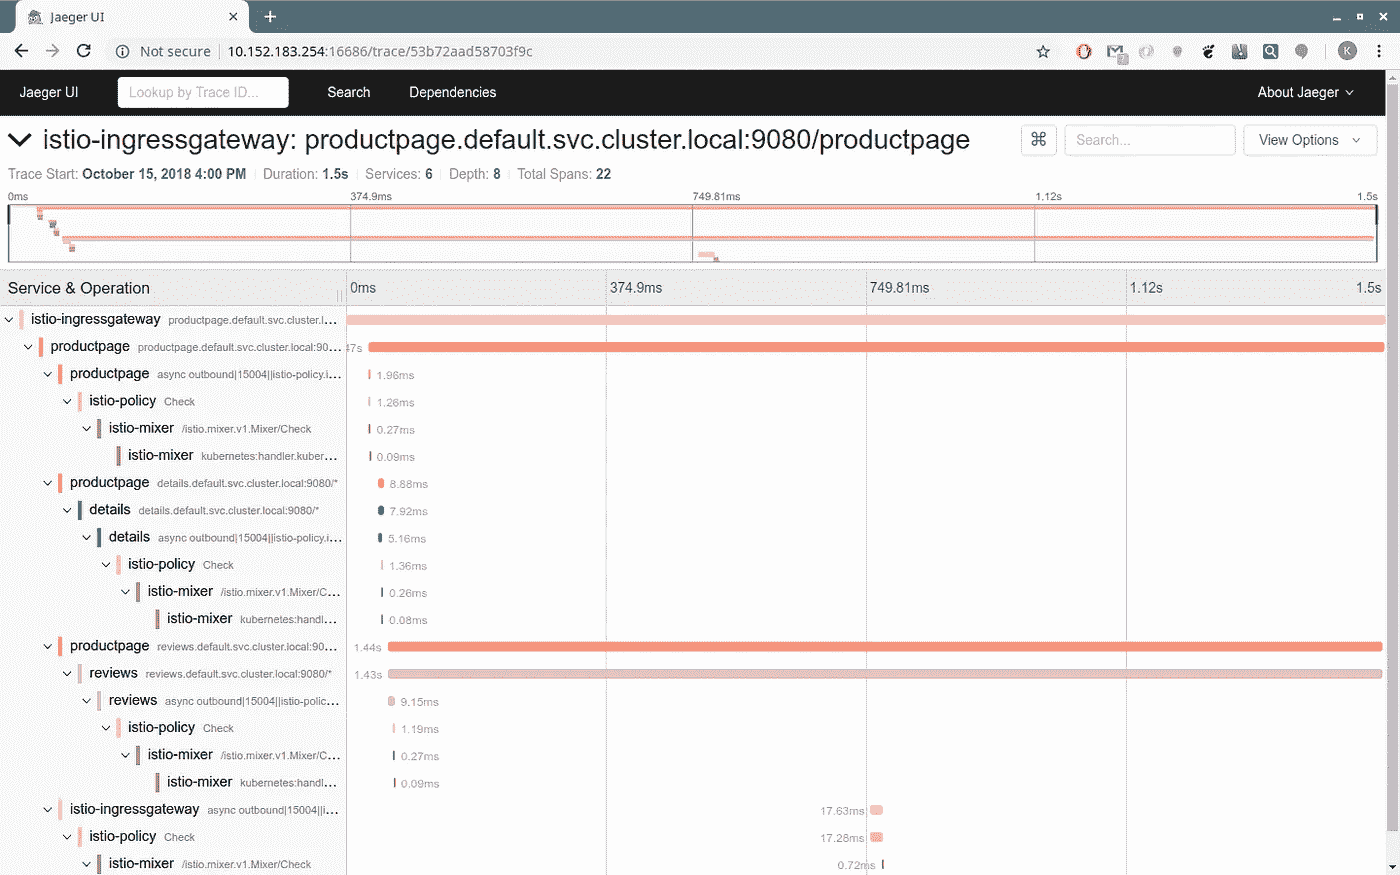 Jaeger UI
Not secure 10.152.183.254:16686/trace/53b72aad58703f9c
K
Jaeger UI Lookup by Trace ID... Search Dependencies About Jaeger
istio-ingressgateway: productpage.default.svc.cluster.local:9080/productpage ⌘ Search... View Options
Trace Start: October 15, 2018 4:00 PM Duration: 1.5s Services: 6 Depth: 8 Total Spans: 22
0ms 374.9ms 749.81ms 1.12s 1.5s
Service & Operation 0ms 374.9ms 749.81ms 1.12s 1.5s
istio-ingressgateway productpage.default.svc.cluster.l...
productpage productpage.default.svc.cluster.local:90... 47s
productpage async outbound|15004||istio-policy.i... 1.96ms
istio-policy Check 1.26ms
istio-mixer /istio.mixer.v1.Mixer/Check 0.27ms
istio-mixer kubernetes:handler.kuber... 0.09ms
productpage details.default.svc.cluster.local:9080/* 8.88ms
details details.default.svc.cluster.local:9080/* 7.92ms
details async outbound|15004||istio-policy.i... 5.16ms
istio-policy Check 1.36ms
istio-mixer /istio.mixer.v1.Mixer/C... 0.26ms
istio-mixer kubernetes:handl... 0.08ms
productpage reviews.default.svc.cluster.local:90... 1.44s
reviews reviews.default.svc.cluster.local:9080/* 1.43s
reviews async outbound|15004||istio-polic... 9.15ms
istio-policy Check 1.19ms
istio-mixer /istio.mixer.v1.Mixer/C... 0.27ms
istio-mixer kubernetes:handl... 0.09ms
istio-ingressgateway async outbound|15004||i... 17.63ms
istio-policy Check 17.28ms
istio-mixer /istio.mixer.v1.Mixer/Check 0.72ms